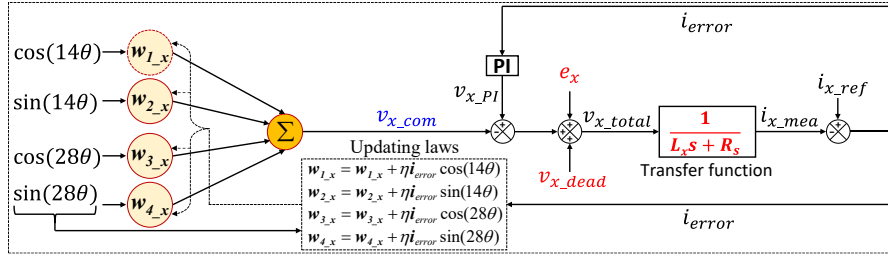 i_error
cos(14θ)
w_1_x
PI
e_x
i_x_ref
v_x_PI
sin(14θ)
w_2_x
Σ
v_x_com
v_x_total
1
L_x s + R_s
i_x_mea
Transfer function
cos(28θ)
w_3_x
Updating laws
w_1_x = w_1_x + ηi_error cos(14θ)
w_2_x = w_2_x + ηi_error sin(14θ)
w_3_x = w_3_x + ηi_error cos(28θ)
w_4_x = w_4_x + ηi_error sin(28θ)
v_x_dead
sin(28θ)
w_4_x
i_error